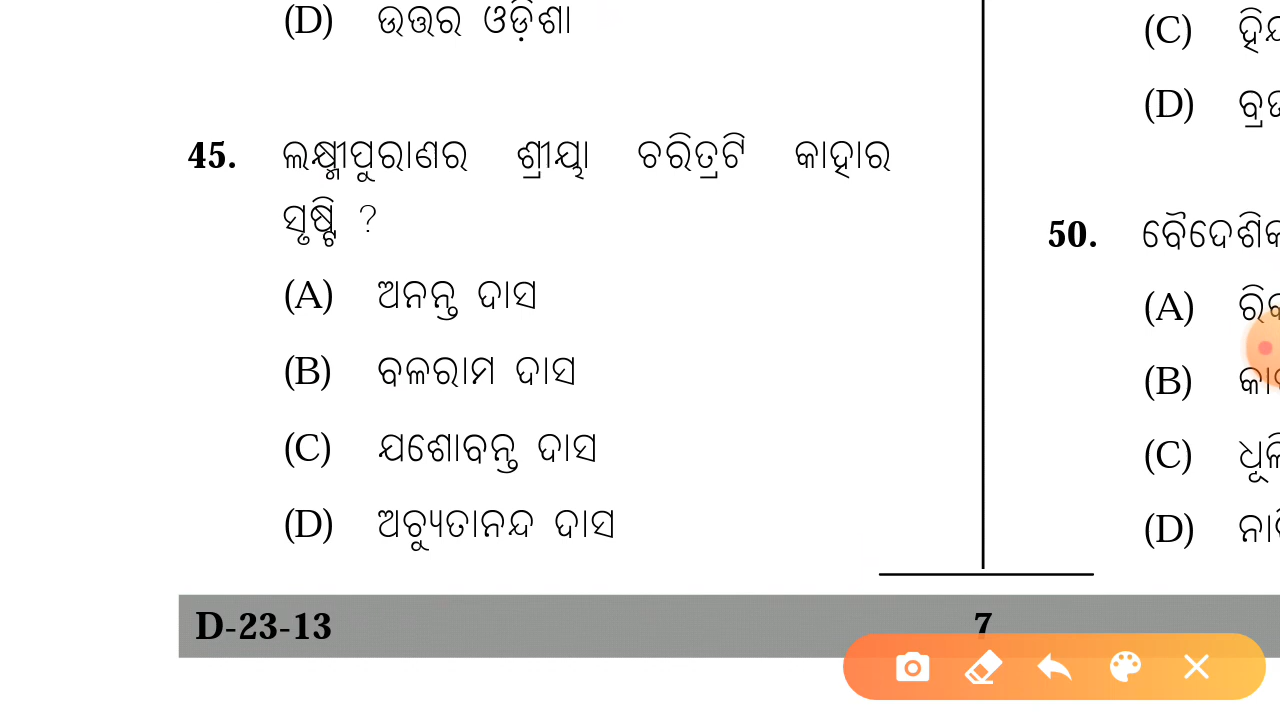 (D) ଉତ୍ତର ଓଡ଼ିଶା
45. ଲକ୍ଷ୍ମୀପୁରାଣର ଶ୍ରୀୟା ଚରିତ୍ରଟି କାହାର
ସୃଷ୍ଟି ?
(A) ଅନନ୍ତ ଦାସ
(B) ବଳରାମ ଦାସ
(C) ଯଶୋବନ୍ତ ଦାସ
(D) ଅଚ୍ୟୁତାନନ୍ଦ ଦାସ
(C)
(D)
50. ବୈଦେଶିକ
(A)
(B)
(C)
(D)
D-23-13
7